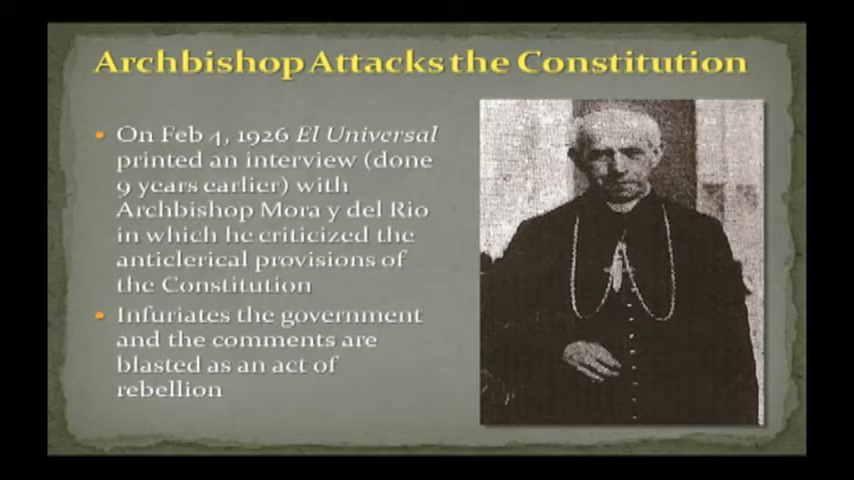 Archbishop Attacks the Constitution
• On Feb 4, 1926 El Universal
printed an interview (done
9 years earlier) with
Archbishop Mora y del Rio
in which he criticized the
anticlerical provisions of
the Constitution
• Infuriates the government
and the comments are
blasted as an act of
rebellion